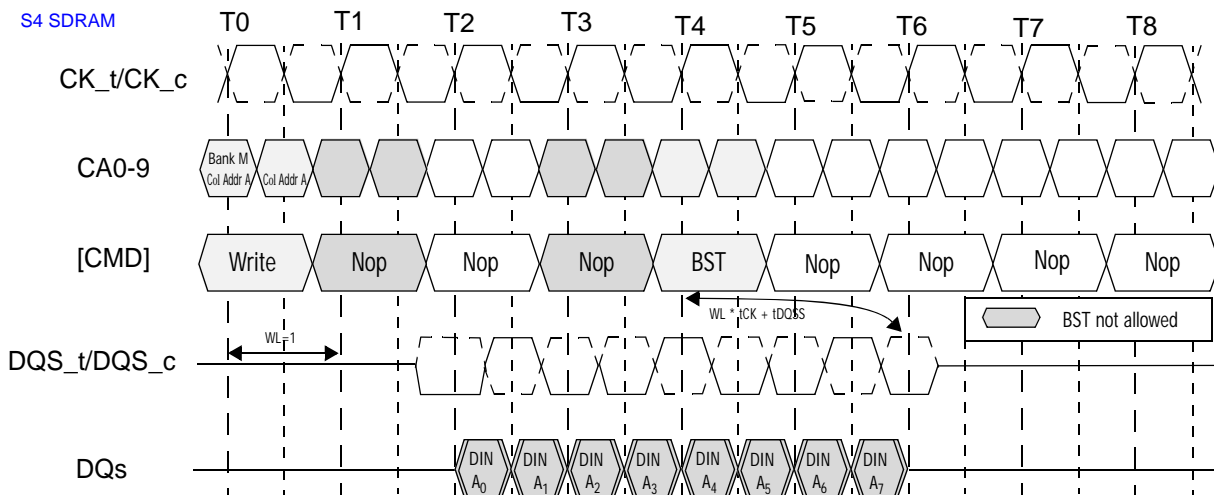 S4 SDRAM
T0 T1 T2 T3 T4 T5 T6 T7 T8
CK_t/CK_c
CA0-9
Bank M
Col Addr A
Col Addr A
[CMD]
Write Nop Nop Nop BST Nop Nop Nop Nop
WL * tCK + tDQSS
BST not allowed
WL=1
DQS_t/DQS_c
DQs
DIN A0 DIN A1 DIN A2 DIN A3 DIN A4 DIN A5 DIN A6 DIN A7